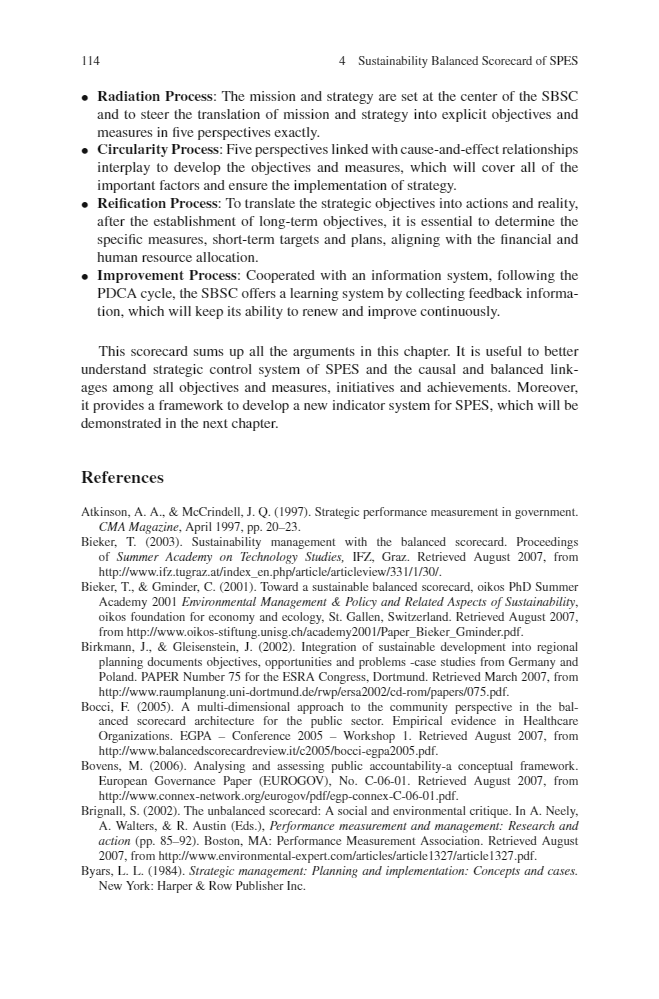 114 4 Sustainability Balanced Scorecard of SPES
• Radiation Process: The mission and strategy are set at the center of the SBSC
and to steer the translation of mission and strategy into explicit objectives and
measures in five perspectives exactly.
• Circularity Process: Five perspectives linked with cause-and-effect relationships
interplay to develop the objectives and measures, which will cover all of the
important factors and ensure the implementation of strategy.
• Reification Process: To translate the strategic objectives into actions and reality,
after the establishment of long-term objectives, it is essential to determine the
specific measures, short-term targets and plans, aligning with the financial and
human resource allocation.
• Improvement Process: Cooperated with an information system, following the
PDCA cycle, the SBSC offers a learning system by collecting feedback informa-
tion, which will keep its ability to renew and improve continuously.
This scorecard sums up all the arguments in this chapter. It is useful to better
understand strategic control system of SPES and the causal and balanced link-
ages among all objectives and measures, initiatives and achievements. Moreover,
it provides a framework to develop a new indicator system for SPES, which will be
demonstrated in the next chapter.
References
Atkinson, A. A., & McCrindell, J. Q. (1997). Strategic performance measurement in government.
CMA Magazine, April 1997, pp. 20–23.
Bieker, T. (2003). Sustainability management with the balanced scorecard. Proceedings
of Summer Academy on Technology Studies, IFZ, Graz. Retrieved August 2007, from
http://www.ifz.tugraz.at/index_en.php/article/articleview/331/1/30/.
Bieker, T., & Gminder, C. (2001). Toward a sustainable balanced scorecard, oikos PhD Summer
Academy 2001 Environmental Management & Policy and Related Aspects of Sustainability,
oikos foundation for economy and ecology, St. Gallen, Switzerland. Retrieved August 2007,
from http://www.oikos-stiftung.unisg.ch/academy2001/Paper_Bieker_Gminder.pdf.
Birkmann, J., & Gleisenstein, J. (2002). Integration of sustainable development into regional
planning documents objectives, opportunities and problems -case studies from Germany and
Poland. PAPER Number 75 for the ESRA Congress, Dortmund. Retrieved March 2007, from
http://www.raumplanung.uni-dortmund.de/rwp/ersa2002/cd-rom/papers/075.pdf.
Bocci, F. (2005). A multi-dimensional approach to the community perspective in the bal-
anced scorecard architecture for the public sector. Empirical evidence in Healthcare
Organizations. EGPA – Conference 2005 – Workshop 1. Retrieved August 2007, from
http://www.balancedscorecardreview.it/c2005/bocci-egpa2005.pdf.
Bovens, M. (2006). Analysing and assessing public accountability-a conceptual framework.
European Governance Paper (EUROGOV), No. C-06-01. Retrieved August 2007, from
http://www.connex-network.org/eurogov/pdf/egp-connex-C-06-01.pdf.
Brignall, S. (2002). The unbalanced scorecard: A social and environmental critique. In A. Neely,
A. Walters, & R. Austin (Eds.), Performance measurement and management: Research and
action (pp. 85–92). Boston, MA: Performance Measurement Association. Retrieved August
2007, from http://www.environmental-expert.com/articles/article1327/article1327.pdf.
Byars, L. L. (1984). Strategic management: Planning and implementation: Concepts and cases.
New York: Harper & Row Publisher Inc.